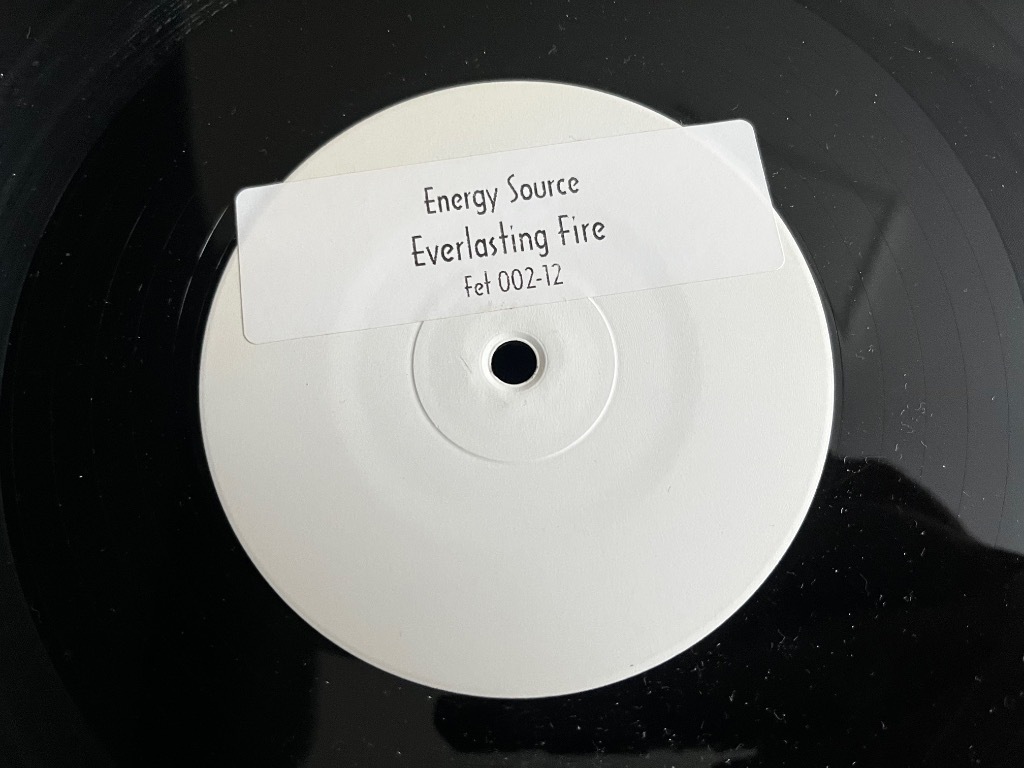 Energy Source
Everlasting Fire
Fet 002-12